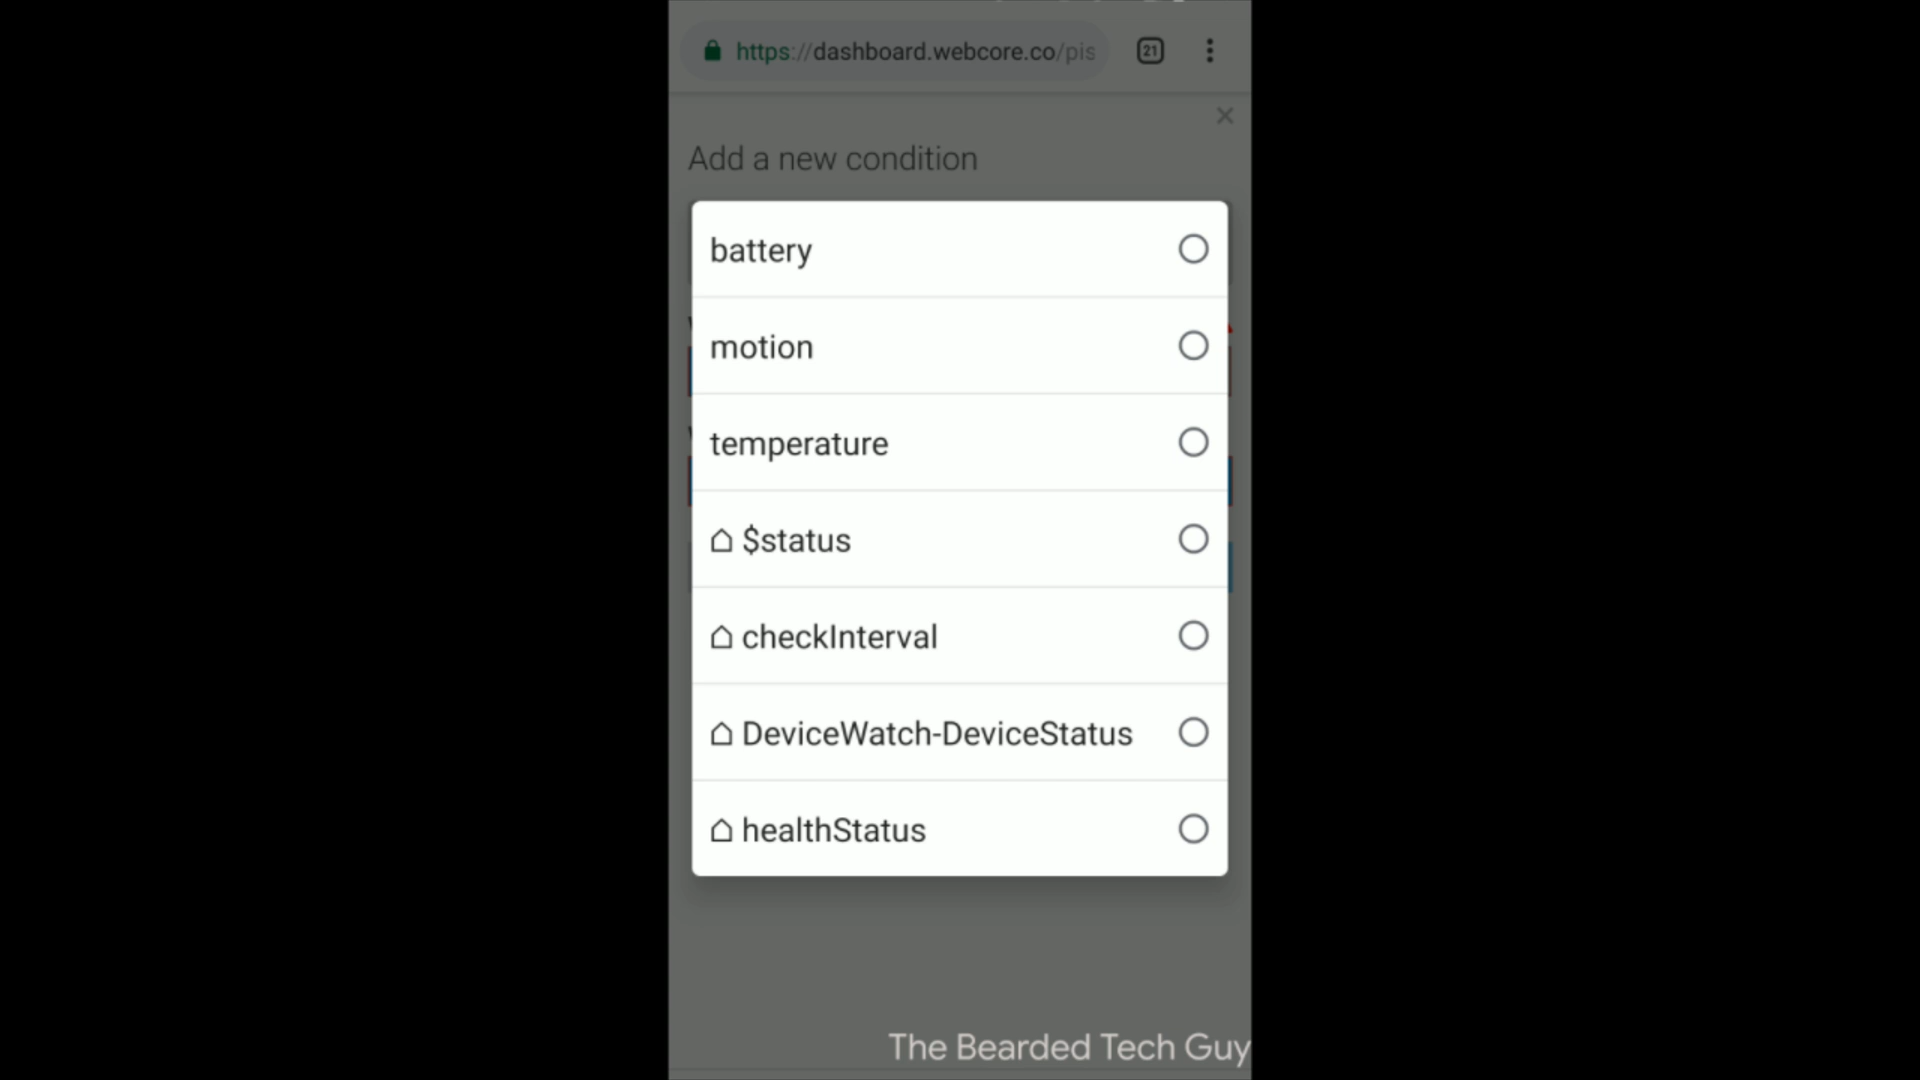 https://dashboard.webcore.co/pis
21
Add a new condition
battery
motion
temperature
$status
checkInterval
DeviceWatch-DeviceStatus
healthStatus
The Bearded Tech Guy